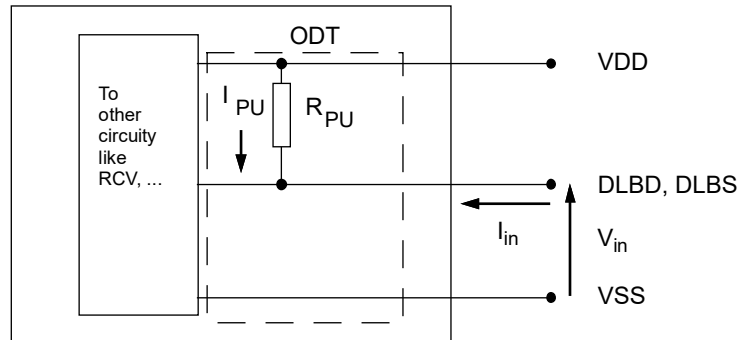 ODT
VDD
To
other
circuity
like
RCV, ...
I PU
R PU
DLBD, DLBS
I in
V in
VSS